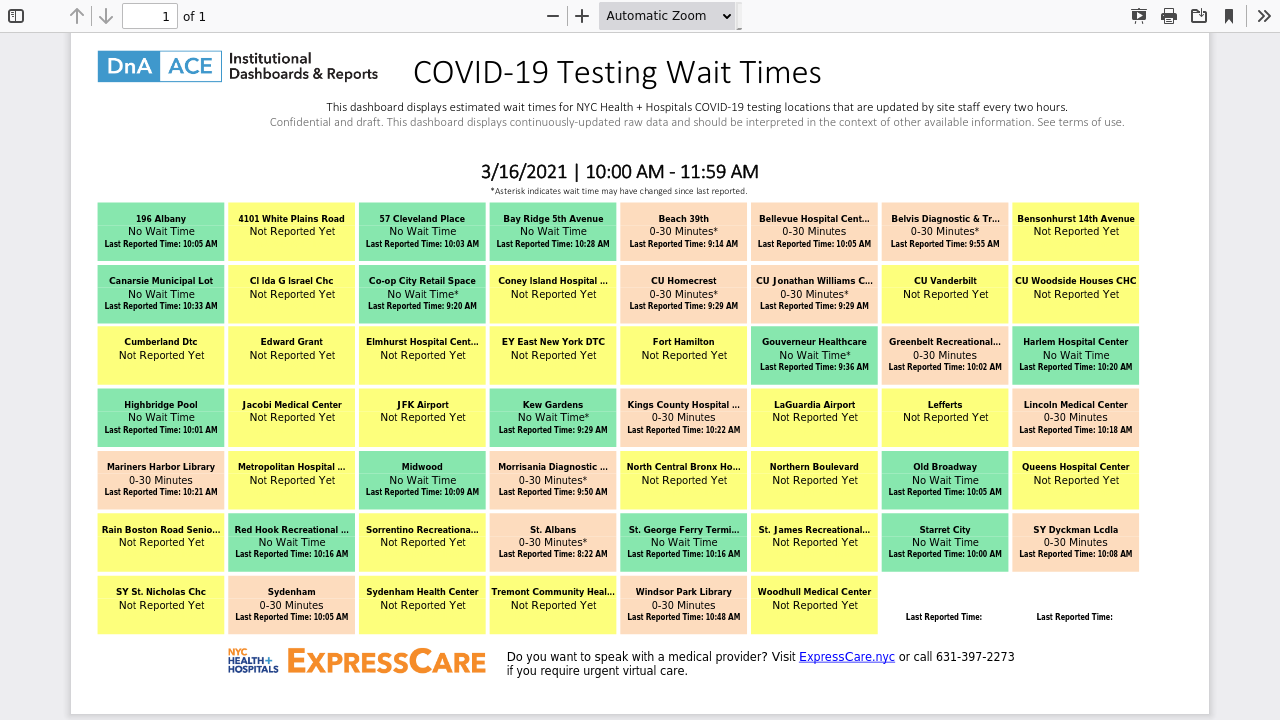 1 of 1 Automatic Zoom
DnA ACE Institutional Dashboards & Reports
COVID-19 Testing Wait Times
This dashboard displays estimated wait times for NYC Health + Hospitals COVID-19 testing locations that are updated by site staff every two hours.
Confidential and draft. This dashboard displays continuously-updated raw data and should be interpreted in the context of other available information. See terms of use.
3/16/2021 | 10:00 AM - 11:59 AM
*Asterisk indicates wait time may have changed since last reported.
196 Albany
No Wait Time
Last Reported Time: 10:05 AM
4101 White Plains Road
Not Reported Yet
57 Cleveland Place
No Wait Time
Last Reported Time: 10:03 AM
Bay Ridge 5th Avenue
No Wait Time
Last Reported Time: 10:28 AM
Beach 39th
0-30 Minutes*
Last Reported Time: 9:14 AM
Bellevue Hospital Cent...
0-30 Minutes
Last Reported Time: 10:05 AM
Belvis Diagnostic & Tr...
0-30 Minutes*
Last Reported Time: 9:55 AM
Bensonhurst 14th Avenue
Not Reported Yet
Canarsie Municipal Lot
No Wait Time
Last Reported Time: 10:33 AM
Cl Ida G Israel Chc
Not Reported Yet
Co-op City Retail Space
No Wait Time*
Last Reported Time: 9:20 AM
Coney Island Hospital ...
Not Reported Yet
CU Homecrest
0-30 Minutes*
Last Reported Time: 9:29 AM
CU Jonathan Williams C...
0-30 Minutes*
Last Reported Time: 9:29 AM
CU Vanderbilt
Not Reported Yet
CU Woodside Houses CHC
Not Reported Yet
Cumberland Dtc
Not Reported Yet
Edward Grant
Not Reported Yet
Elmhurst Hospital Cent...
Not Reported Yet
EY East New York DTC
Not Reported Yet
Fort Hamilton
Not Reported Yet
Gouverneur Healthcare
No Wait Time*
Last Reported Time: 9:36 AM
Greenbelt Recreational...
0-30 Minutes
Last Reported Time: 10:02 AM
Harlem Hospital Center
No Wait Time
Last Reported Time: 10:20 AM
Highbridge Pool
No Wait Time
Last Reported Time: 10:01 AM
Jacobi Medical Center
Not Reported Yet
JFK Airport
Not Reported Yet
Kew Gardens
No Wait Time*
Last Reported Time: 9:29 AM
Kings County Hospital ...
0-30 Minutes
Last Reported Time: 10:22 AM
LaGuardia Airport
Not Reported Yet
Lefferts
Not Reported Yet
Lincoln Medical Center
0-30 Minutes
Last Reported Time: 10:18 AM
Mariners Harbor Library
0-30 Minutes
Last Reported Time: 10:21 AM
Metropolitan Hospital ...
Not Reported Yet
Midwood
No Wait Time
Last Reported Time: 10:09 AM
Morrisania Diagnostic ...
0-30 Minutes*
Last Reported Time: 9:50 AM
North Central Bronx Ho...
Not Reported Yet
Northern Boulevard
Not Reported Yet
Old Broadway
No Wait Time
Last Reported Time: 10:05 AM
Queens Hospital Center
Not Reported Yet
Rain Boston Road Senio...
Not Reported Yet
Red Hook Recreational ...
No Wait Time
Last Reported Time: 10:16 AM
Sorrentino Recreationa...
Not Reported Yet
St. Albans
0-30 Minutes*
Last Reported Time: 8:22 AM
St. George Ferry Termi...
No Wait Time
Last Reported Time: 10:16 AM
St. James Recreational...
Not Reported Yet
Starret City
No Wait Time
Last Reported Time: 10:00 AM
SY Dyckman Lcdla
0-30 Minutes
Last Reported Time: 10:08 AM
SY St. Nicholas Chc
Not Reported Yet
Sydenham
0-30 Minutes
Last Reported Time: 10:05 AM
Sydenham Health Center
Not Reported Yet
Tremont Community Heal...
Not Reported Yet
Windsor Park Library
0-30 Minutes
Last Reported Time: 10:48 AM
Woodhull Medical Center
Not Reported Yet
Last Reported Time:
Last Reported Time:
NYC
HEALTH+
HOSPITALS
EXPRESSCARE
Do you want to speak with a medical provider? Visit ExpressCare.nyc or call 631-397-2273
if you require urgent virtual care.